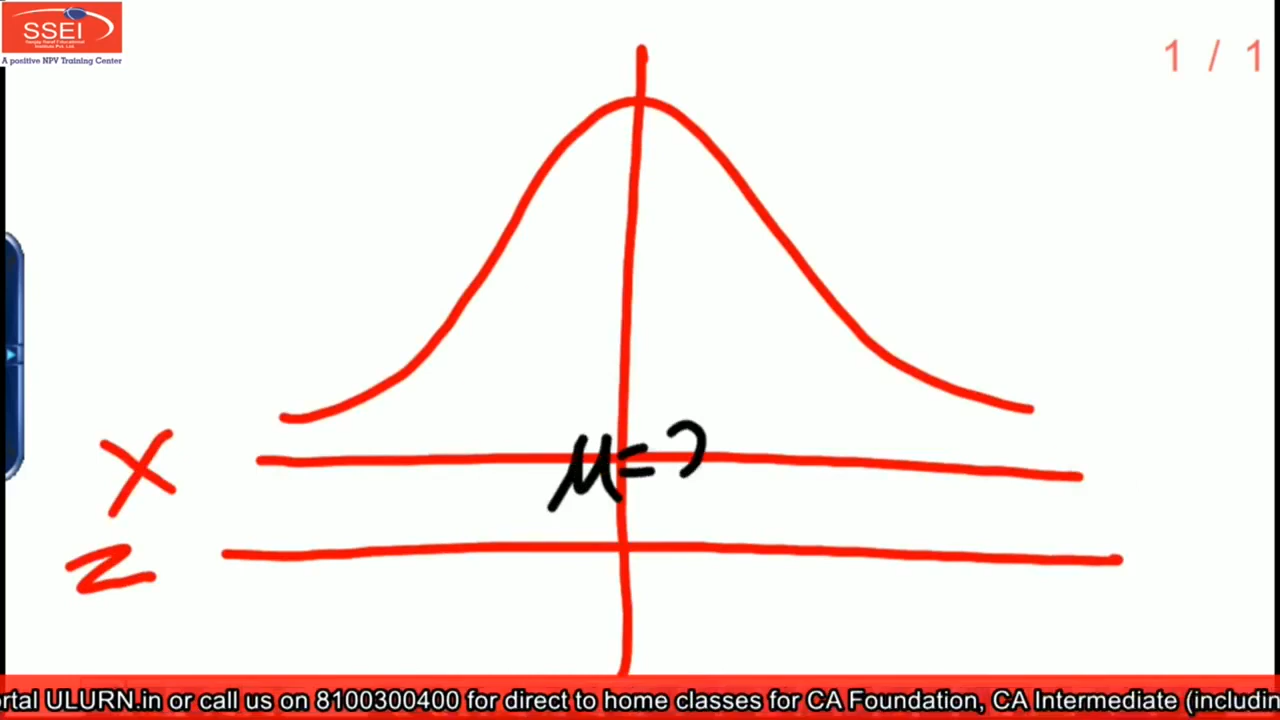 SSEI
A positive NPV Training Center
1 / 1
X
μ=?
Z
ortal ULURN.in or call us on 8100300400 for direct to home classes for CA Foundation, CA Intermediate (includin